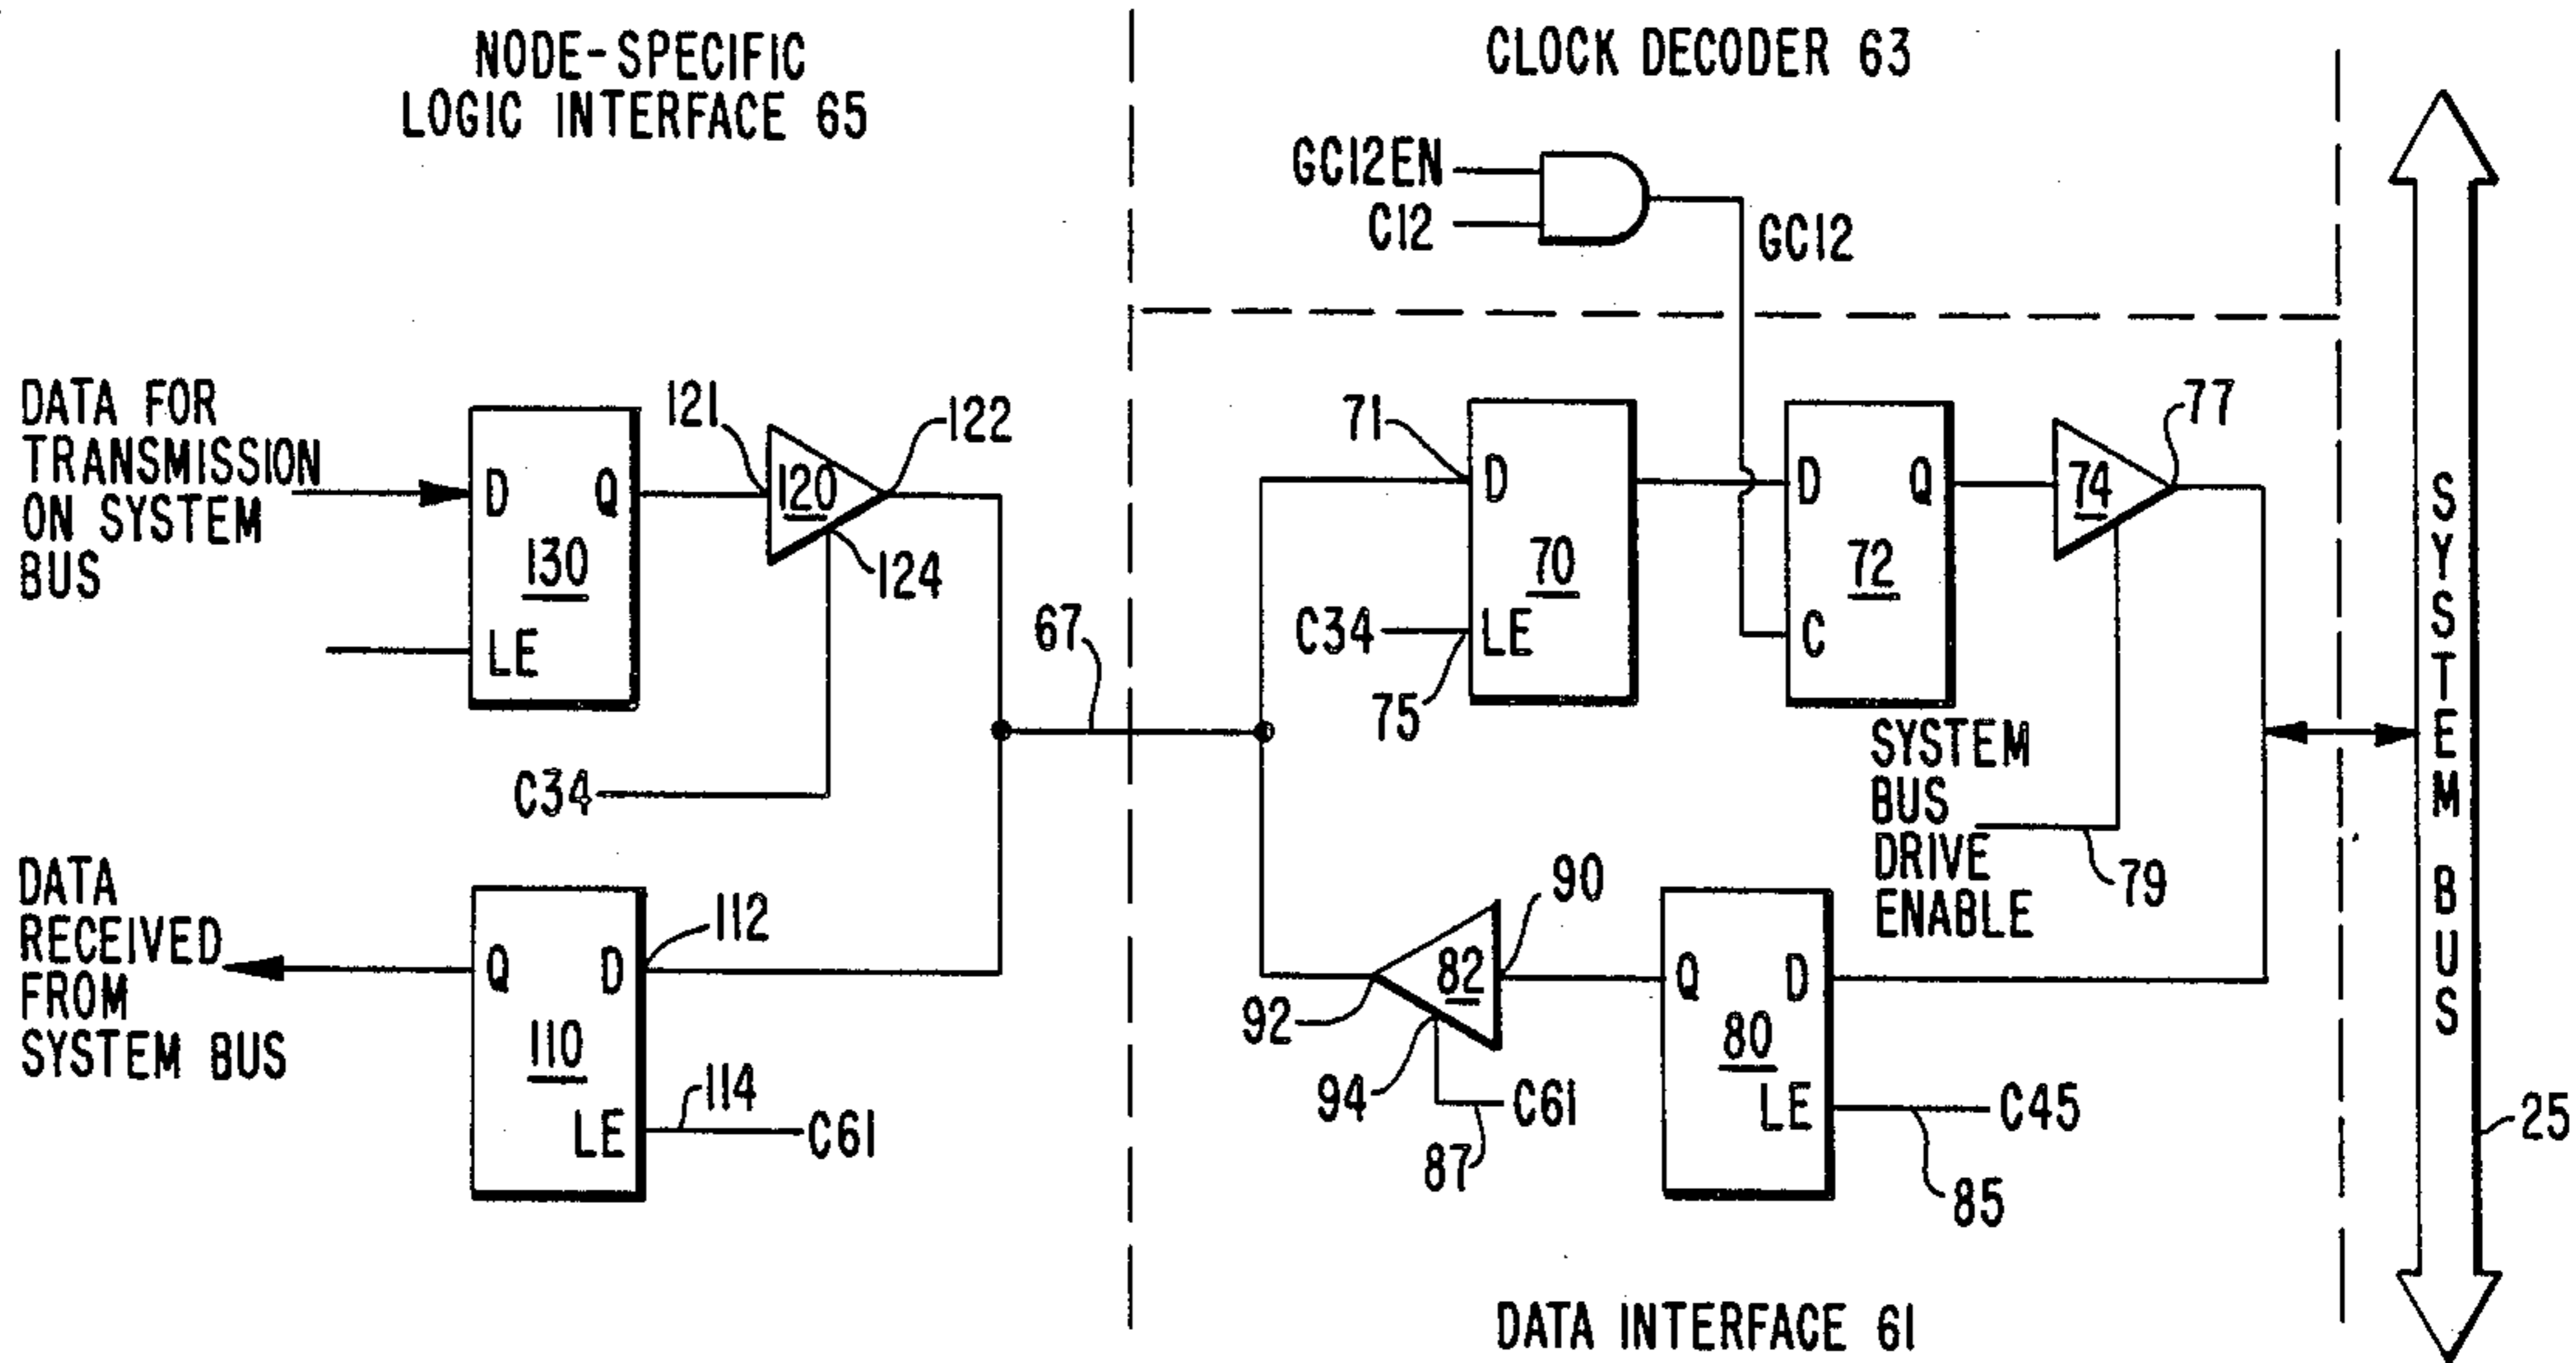 NODE-SPECIFIC
LOGIC INTERFACE 65
CLOCK DECODER 63
GC12EN
C12
GC12
DATA FOR
TRANSMISSION
ON SYSTEM
BUS
D
Q
130
LE
121
120
122
124
C34
67
71
D
70
C34
LE
75
D
Q
72
C
74
77
SYSTEM
BUS
DRIVE
ENABLE
79
DATA
RECEIVED
FROM
SYSTEM BUS
Q
D
112
110
114
LE
C61
92
82
90
94
C61
87
Q
D
80
LE
C45
85
SYSTEM BUS
25
DATA INTERFACE 61